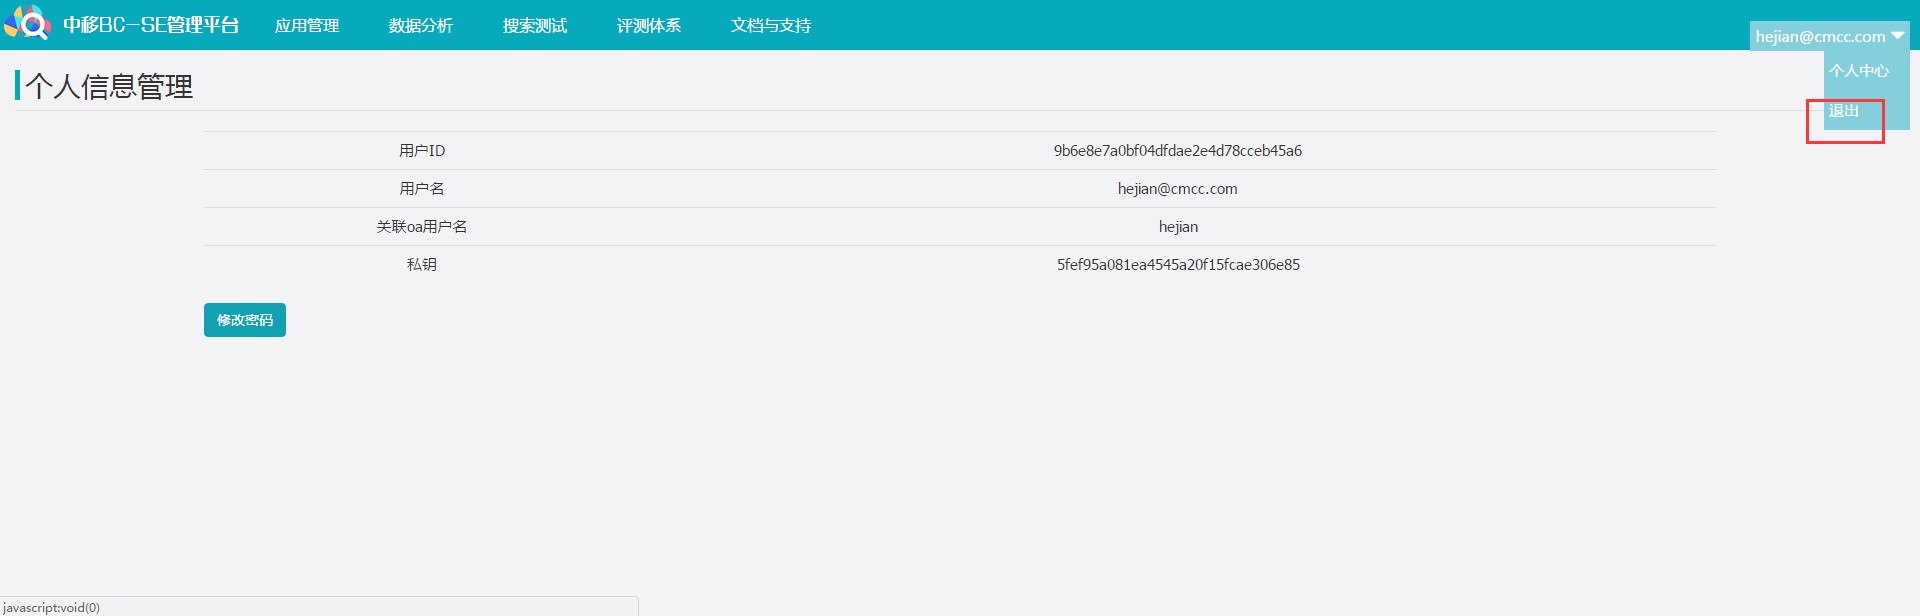 中移BC-SE管理平台 应用管理 数据分析 搜索测试 评测体系 文档与支持
hejian@cmcc.com
个人中心
退出
个人信息管理
用户ID 9b6e8e7a0bf04dfdae2e4d78cceb45a6
用户名 hejian@cmcc.com
关联oa用户名 hejian
私钥 5fef95a081ea4545a20f15fcae306e85
修改密码
javascript:void(0)